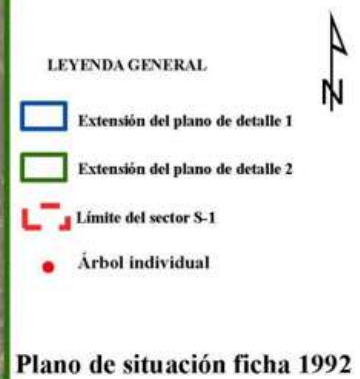 N
LEYENDA GENERAL
Extensión del plano de detalle 1
Extensión del plano de detalle 2
Límite del sector S-1
Árbol individual
Plano de situación ficha 1992